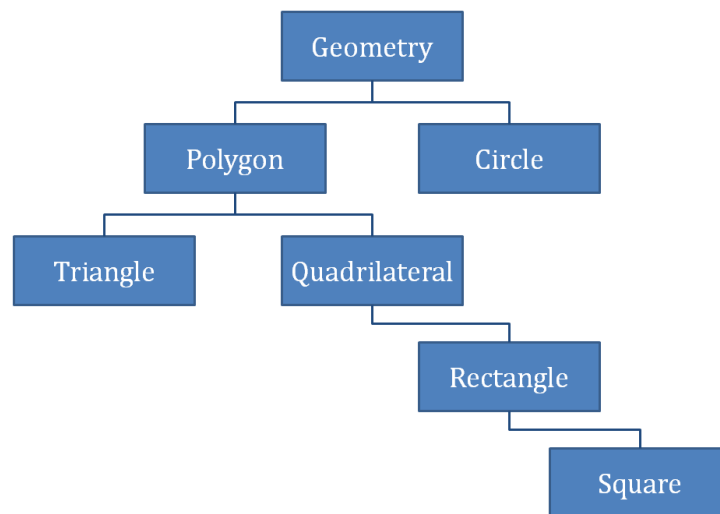 Geometry
Polygon
Circle
Triangle
Quadrilateral
Rectangle
Square